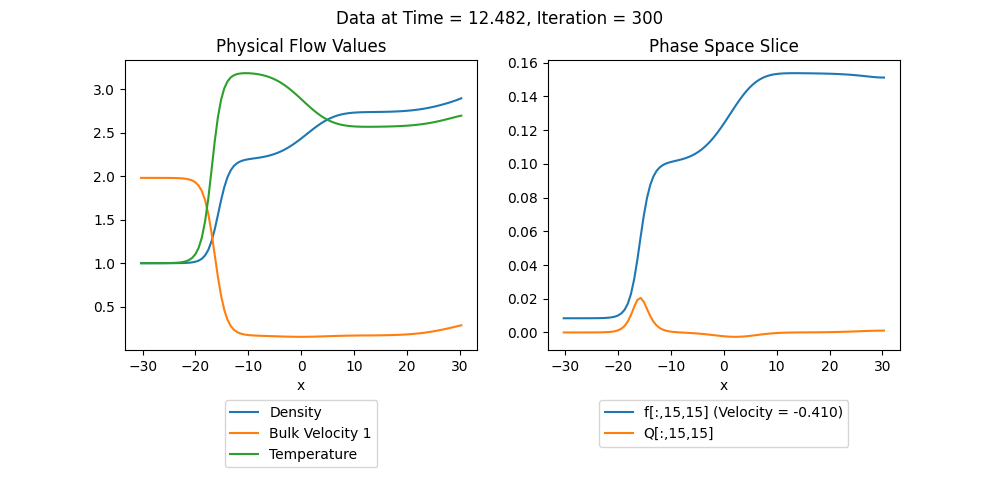 Data at Time = 12.482, Iteration = 300
Physical Flow Values
3.0
2.5
2.0
1.5
1.0
0.5
−30
−20
−10
0
10
20
30
x
Density
Bulk Velocity 1
Temperature
Phase Space Slice
0.16
0.14
0.12
0.10
0.08
0.06
0.04
0.02
0.00
−30
−20
−10
0
10
20
30
x
f[:,15,15] (Velocity = -0.410)
Q[:,15,15]